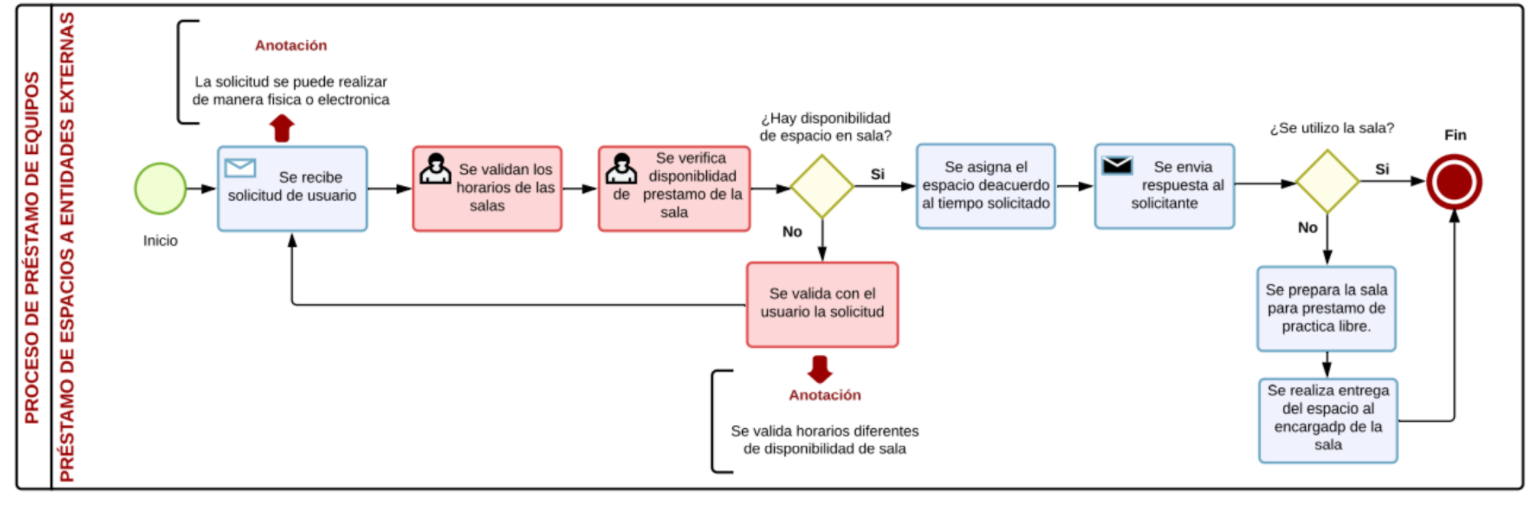 PROCESO DE PRÉSTAMO DE EQUIPOS
PRÉSTAMO DE ESPACIOS A ENTIDADES EXTERNAS
Anotación
La solicitud se puede realizar
de manera fisica o electronica
Inicio
Se recibe
solicitud de usuario
Se validan los
horarios de las
salas
Se verifica
disponiblidad
de prestamo de la
sala
¿Hay disponibilidad
de espacio en sala?
Si
No
Se valida con el
usuario la solicitud
Anotación
Se valida horarios diferentes
de disponibilidad de sala
Se asigna el
espacio deacuerdo
al tiempo solicitado
Se envia
respuesta al
solicitante
¿Se utilizo la sala?
Si
No
Fin
Se prepara la sala
para prestamo de
practica libre.
Se realiza entrega
del espacio al
encargadp de la
sala